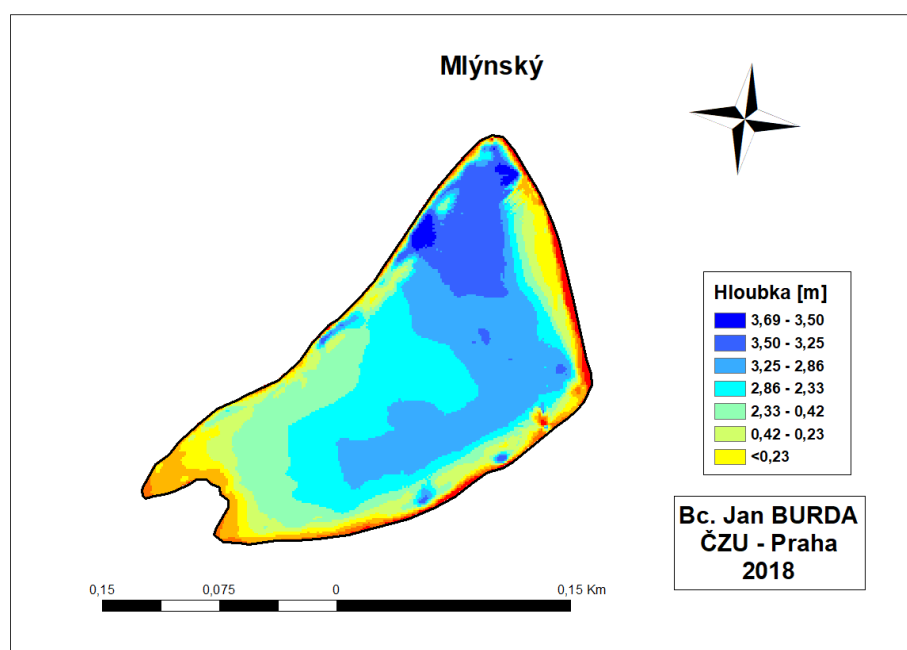 Mlýnský
Hloubka [m]
3,69 - 3,50
3,50 - 3,25
3,25 - 2,86
2,86 - 2,33
2,33 - 0,42
0,42 - 0,23
<0,23
Bc. Jan BURDA
ČZU - Praha
2018
0,15 0,075 0 0,15 Km